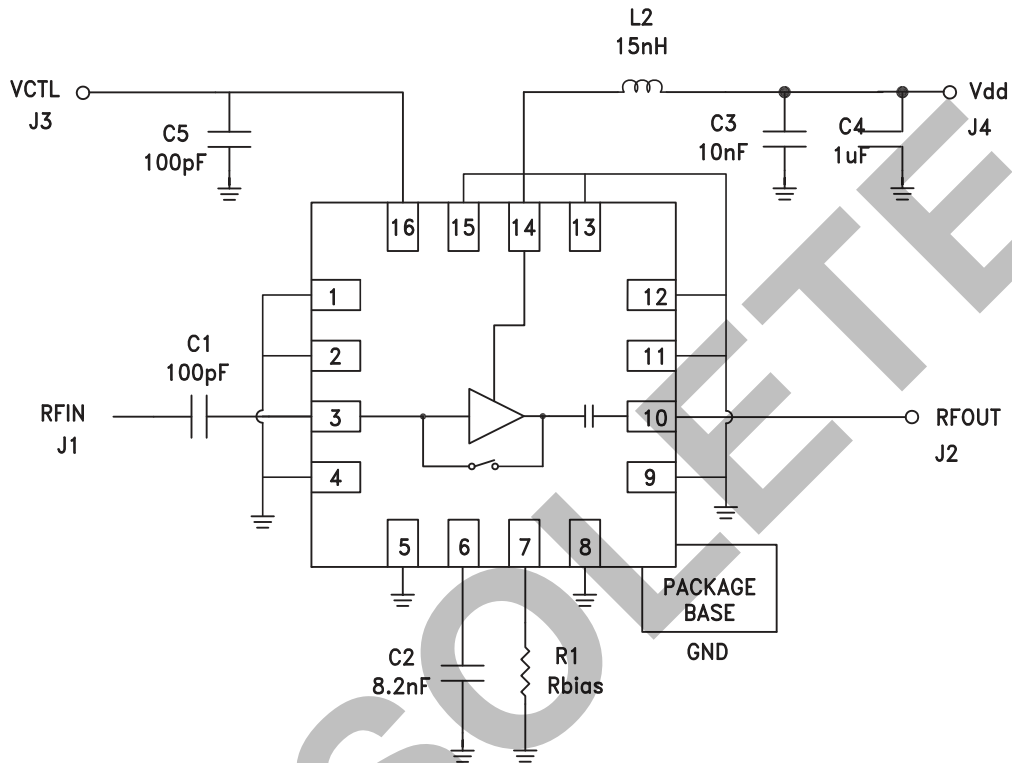 L2
15nH
VCTL
J3
C5
100pF
C3
10nF
C4
1uF
Vdd
J4
16
15
14
13
1
2
3
4
12
11
10
9
C1
100pF
RFIN
J1
RFOUT
J2
5
6
7
8
PACKAGE
BASE
GND
C2
8.2nF
R1
Rbias
SOLETE